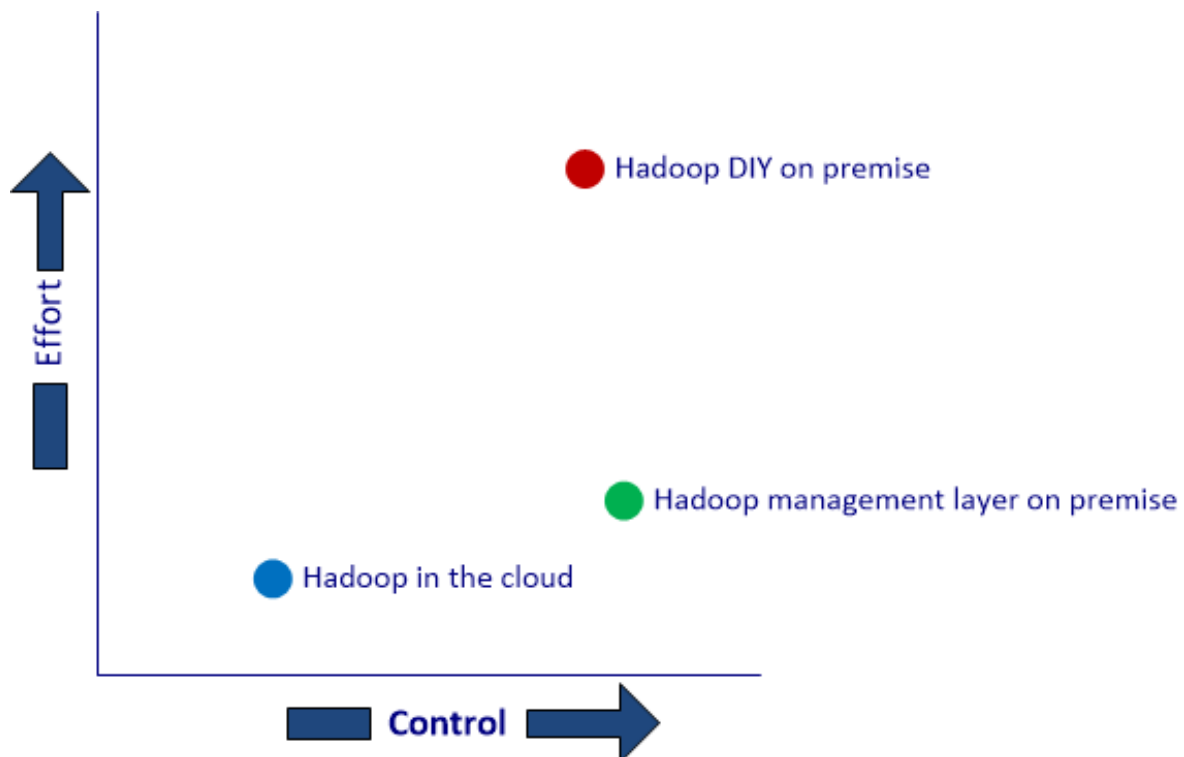 Hadoop DIY on premise
Effort
Hadoop management layer on premise
Hadoop in the cloud
Control